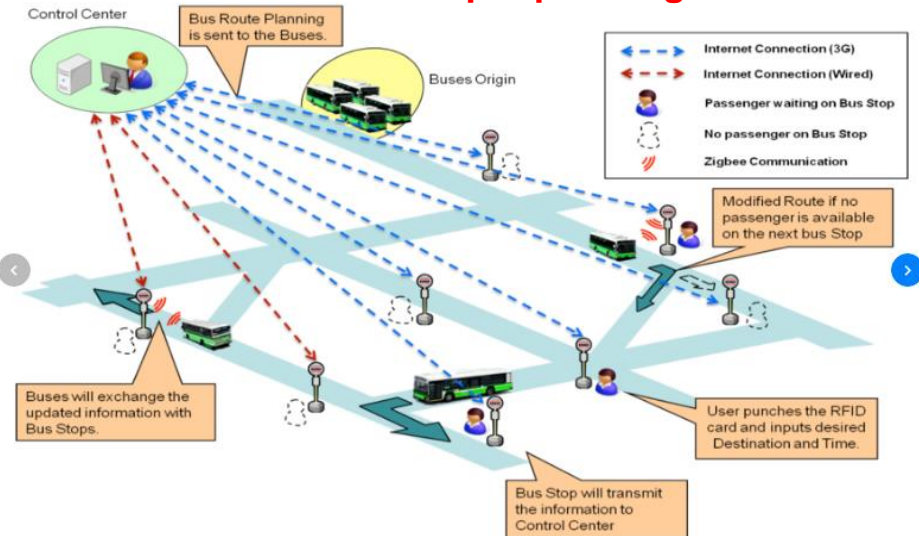 Control Center
Bus Route Planning
is sent to the Buses.
Buses Origin
Internet Connection (3G)
Internet Connection (Wired)
Passenger waiting on Bus Stop
No passenger on Bus Stop
Zigbee Communication
Modified Route if no
passenger is available
on the next bus Stop
Buses will exchange the
updated information with
Bus Stops.
User punches the RFID
card and inputs desired
Destination and Time.
Bus Stop will transmit
the information to
Control Center